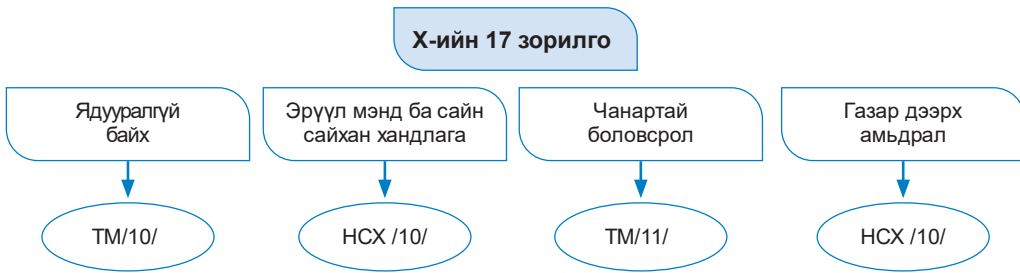 Х-ийн 17 зорилго
Ядууралгүй
байх
Эрүүл мэнд ба сайн
сайхан хандлага
Чанартай
боловсрол
Газар дээрх
амьдрал
ТМ/10/
НСХ /10/
ТМ/11/
НСХ /10/